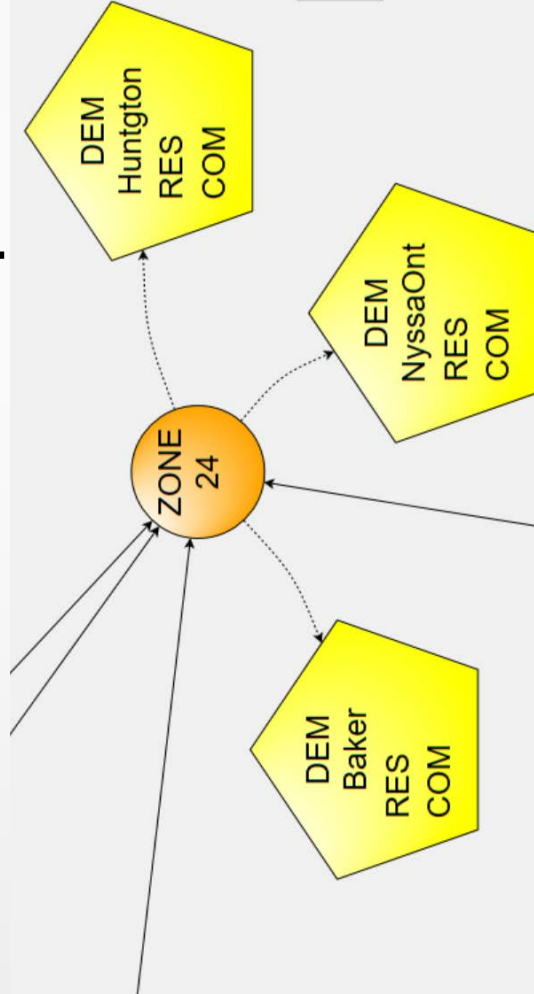 DEM
Huntgton
RES
COM
DEM
NyssaOnt
RES
COM
ZONE
24
DEM
Baker
RES
COM